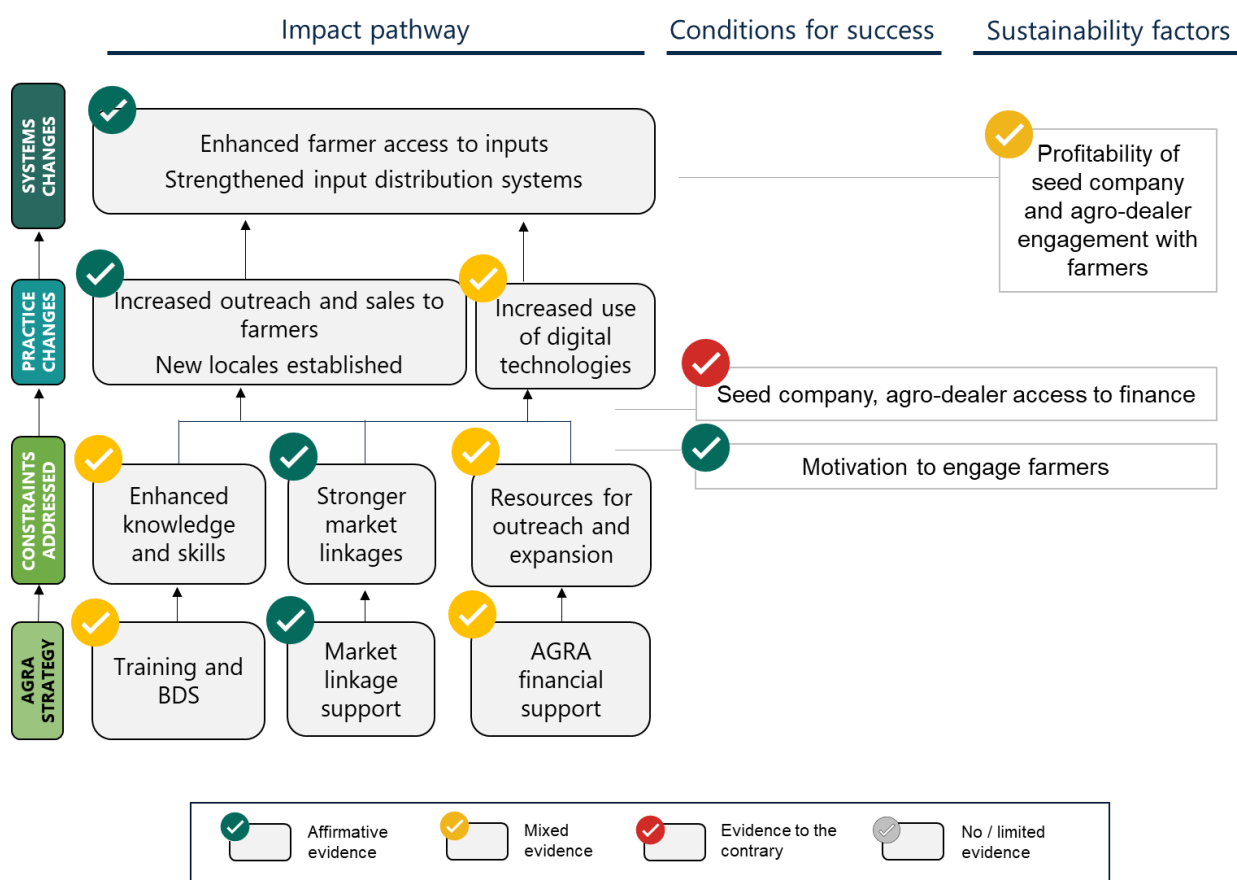 Impact pathway
Conditions for success
Sustainability factors
SYSTEMS
CHANGES
Enhanced farmer access to inputs
Strengthened input distribution systems
Profitability of
seed company
and agro-dealer
engagement with
farmers
PRACTICE
CHANGES
Increased outreach and sales to
farmers
New locales established
Increased use
of digital
technologies
Seed company, agro-dealer access to finance
Motivation to engage farmers
CONSTRAINTS
ADDRESSED
Enhanced
knowledge
and skills
Stronger
market
linkages
Resources for
outreach and
expansion
AGRA
STRATEGY
Training and
BDS
Market
linkage
support
AGRA
financial
support
Affirmative
evidence
Mixed
evidence
Evidence to the
contrary
No / limited
evidence